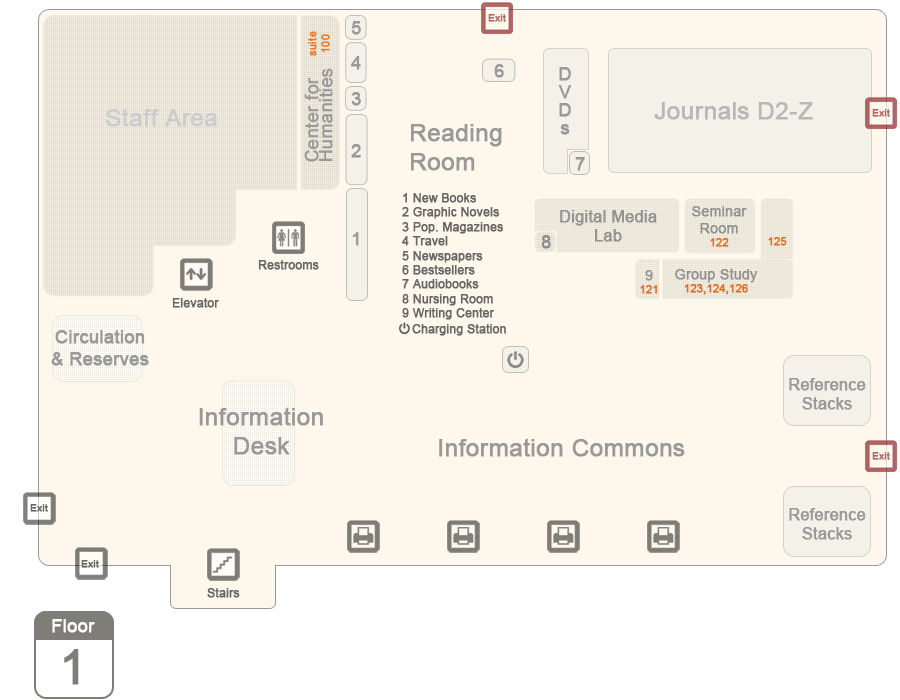 Exit
suite
100
5
4
3
2
1
6
DVDs
7
Journals D2-Z
Exit
Staff Area
Center for
Humanities
Reading
Room
1 New Books
2 Graphic Novels
3 Pop. Magazines
4 Travel
5 Newspapers
6 Bestsellers
7 Audiobooks
8 Nursing Room
9 Writing Center
Charging Station
Digital Media
Lab
8
Seminar
Room
122
125
9
121
Group Study
123,124,126
Restrooms
Elevator
Circulation
& Reserves
Information
Desk
Information Commons
Reference
Stacks
Exit
Reference
Stacks
Exit
Exit
Stairs
Floor
1